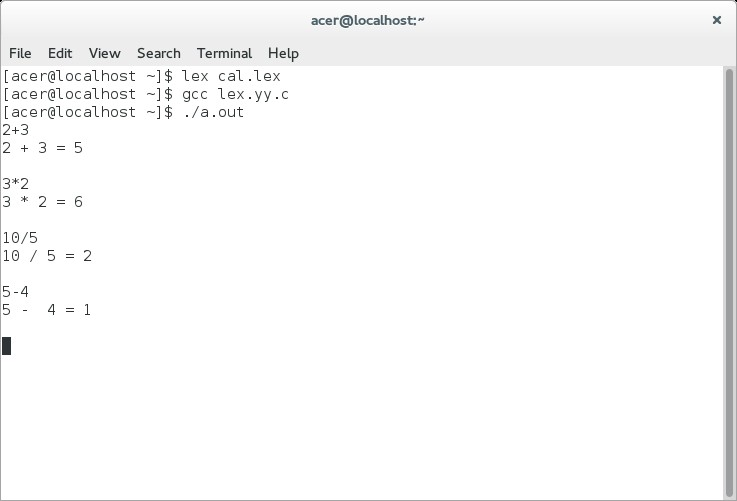 acer@localhost:~
File Edit View Search Terminal Help
[acer@localhost ~]$ lex cal.lex
[acer@localhost ~]$ gcc lex.yy.c
[acer@localhost ~]$ ./a.out
2+3
2 + 3 = 5
3*2
3 * 2 = 6
10/5
10 / 5 = 2
5-4
5 -  4 = 1